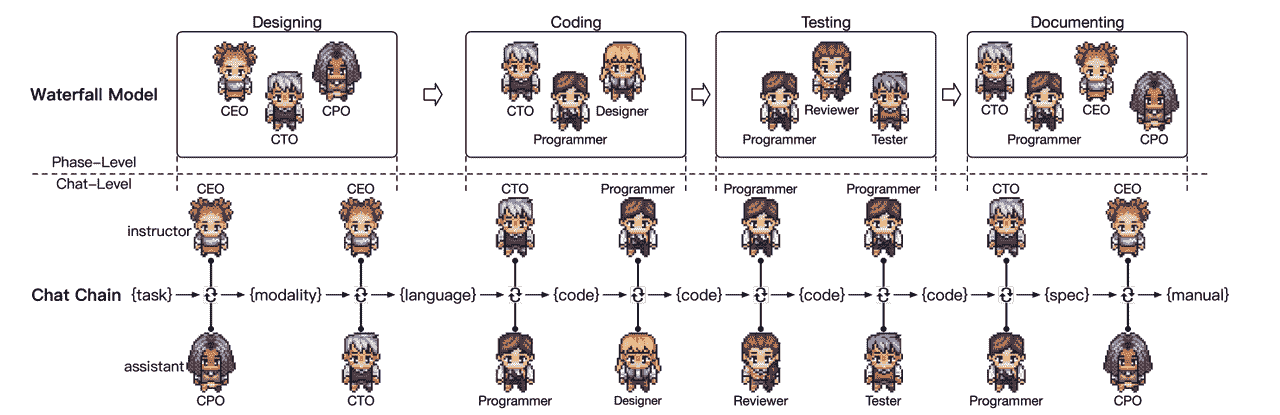 Designing
Coding
Testing
Documenting
Waterfall Model
CEO
CTO
CPO
CTO
Programmer
Designer
Programmer
Reviewer
Tester
CTO
Programmer
CEO
CPO
Phase-Level
Chat-Level
CEO
CEO
CTO
Programmer
Programmer
Programmer
CTO
CEO
instructor
Chat Chain
{task} {modality} {language} {code} {code} {code} {code} {spec} {manual}
assistant
CPO
CTO
Programmer
Designer
Reviewer
Tester
Programmer
CPO